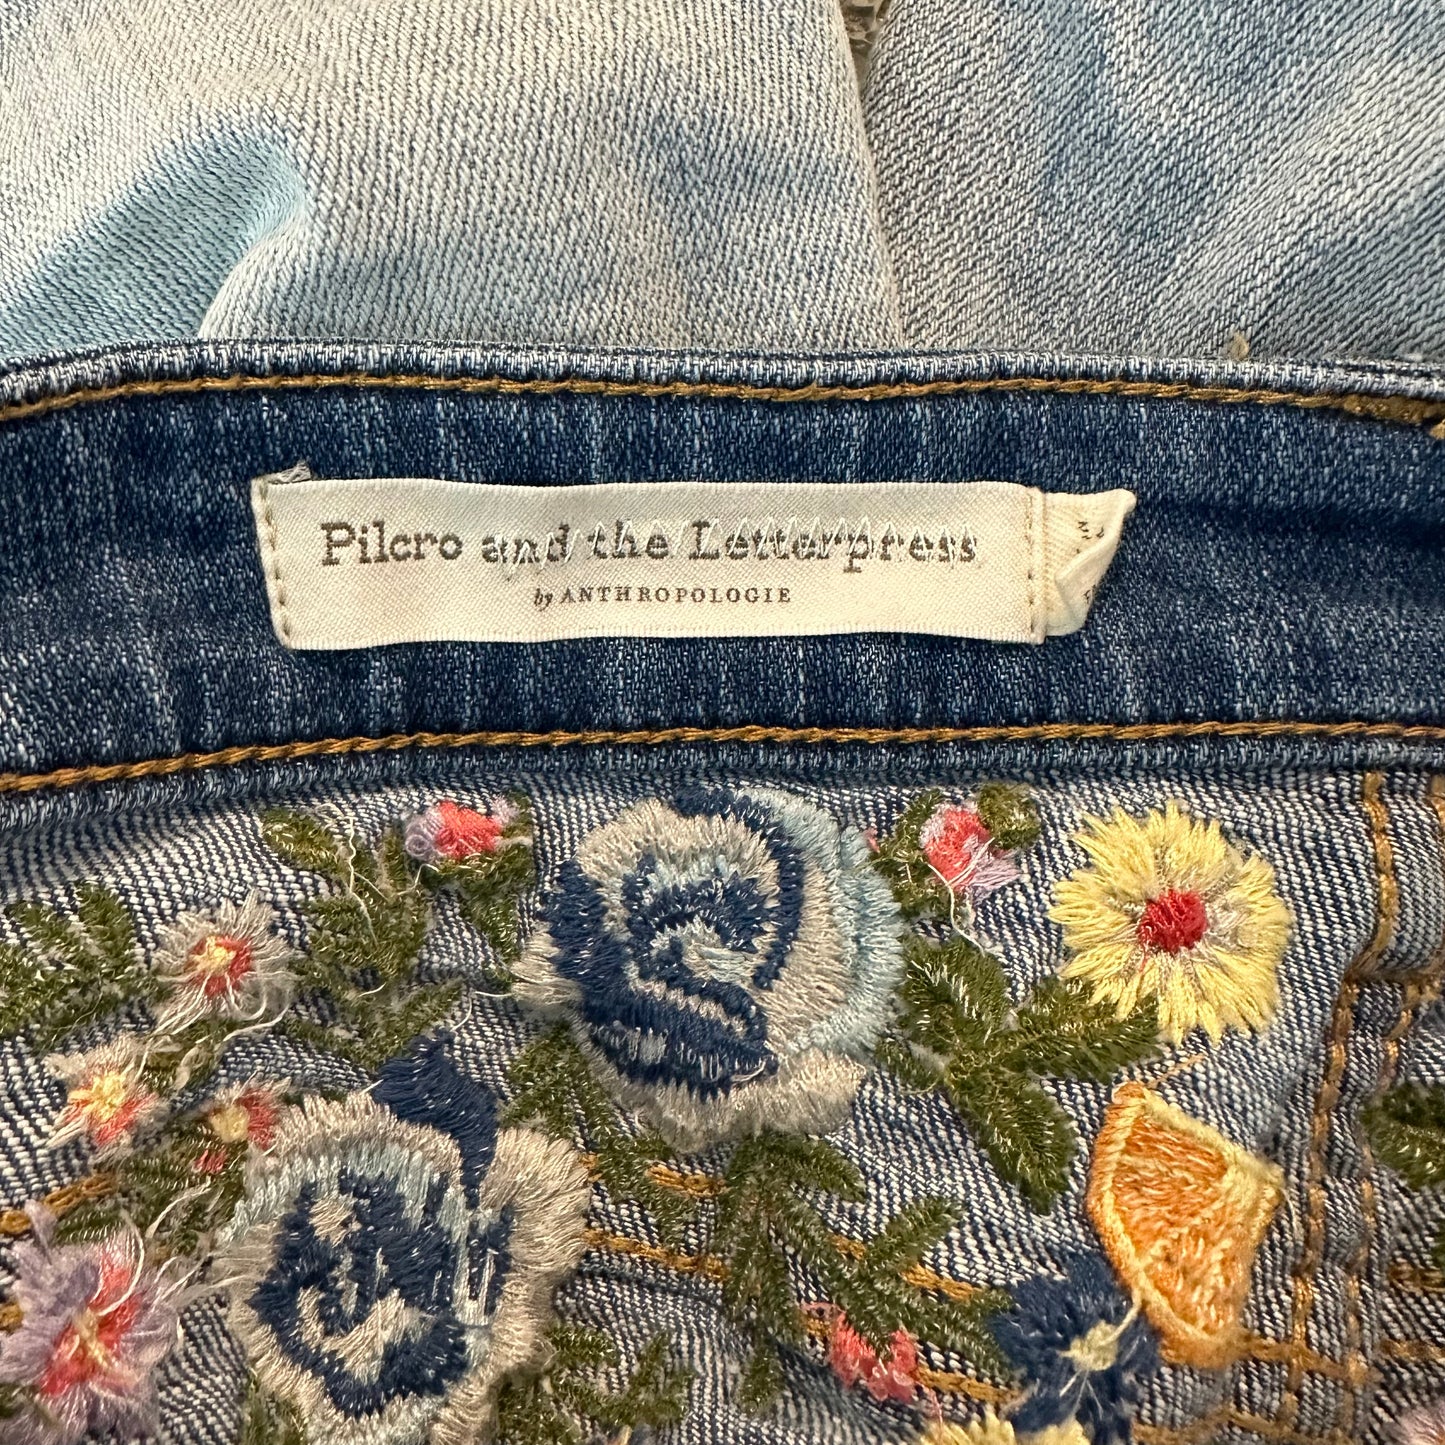 Pilcro and the Letterpress
by ANTHROPOLOGIE